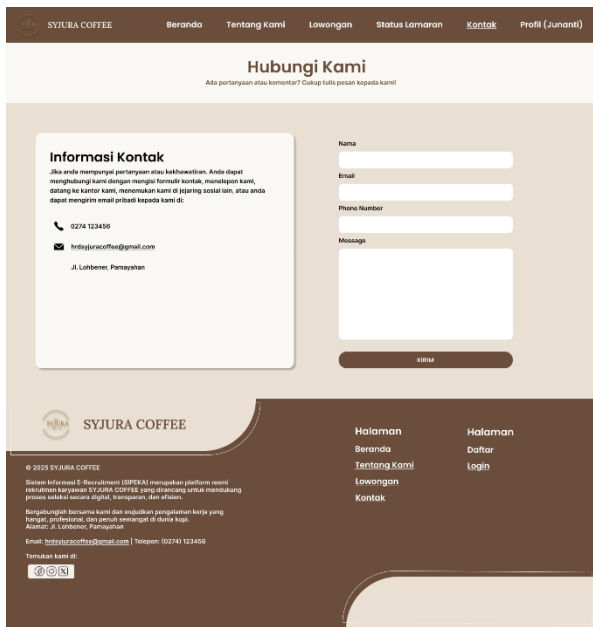 SYJURA COFFEE
Beranda
Tentang Kami
Lowongan
Status Lamaran
Kontak
Profil (Junanti)
Hubungi Kami
Ada pertanyaan atau komentar? Cukup tulis pesan kepada kami!
Informasi Kontak
Jika anda mempunyai pertanyaan atau kekhawatiran. Anda dapat
menghubungi kami dengan mengisi formulir kontak, menelepon kami,
datang ke kantor kami, menemukan kami di jejaring sosial lain, atau anda
dapat mengirim email pribadi kepada kami di:
0274 123456
hrdsyjuracoffee@gmail.com
Jl. Lohbener, Pamayahan
Nama
Email
Phone Number
Message
KIRIM
SYJURA
SYJURA COFFEE
© 2025 SYJURA COFFEE
Sistem Informasi E-Recruitment (SIPEKA) merupakan platform resmi
rekrutmen karyawan SYJURA COFFEE yang dirancang untuk mendukung
proses seleksi secara digital, transparan, dan efisien.
Bergabunglah bersama kami dan wujudkan pengalaman kerja yang
hangat, profesional, dan penuh semangat di dunia kopi.
Alamat: Jl. Lohbener, Pamayahan
Email: hrdsyjuracoffee@gmail.com | Telepon: (0274) 123456
Temukan kami di:
Halaman
Beranda
Tentang Kami
Lowongan
Kontak
Halaman
Daftar
Login